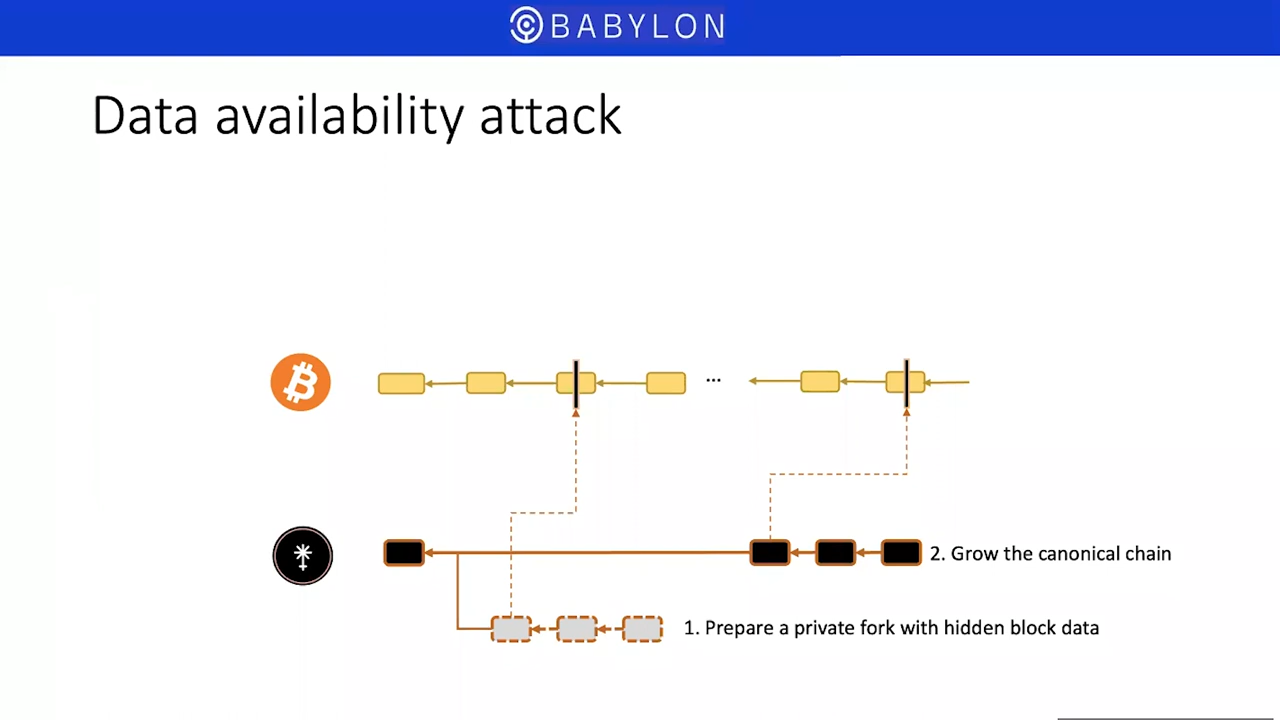 BABYLON
Data availability attack
...
2. Grow the canonical chain
1. Prepare a private fork with hidden block data